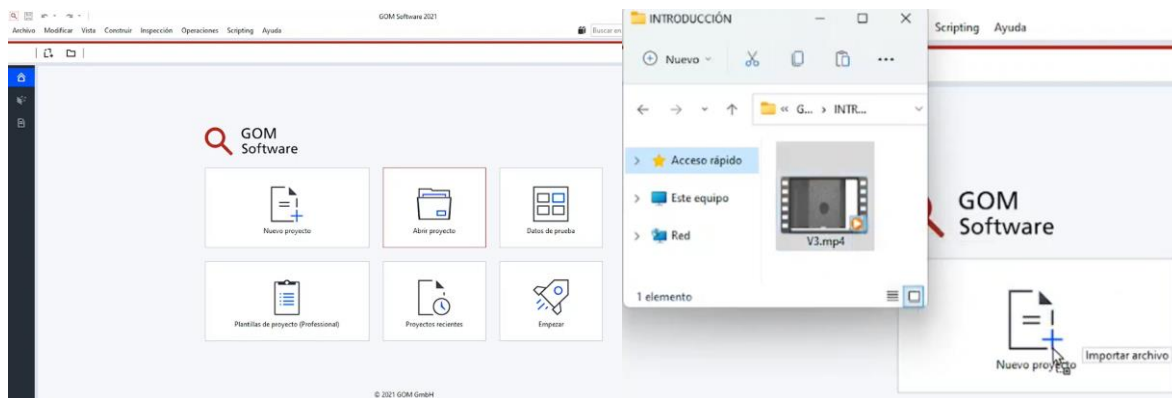 GOM Software 2021
Archivo Modificar Vista Construir Inspección Operaciones Scripting Ayuda
Buscar en
GOM
Software
Nuevo proyecto
Abrir proyecto
Datos de prueba
Plantillas de proyecto (Professional)
Proyectos recientes
Empezar
© 2021 GOM GmbH
INTRODUCCIÓN
Nuevo
« G... > INTR...
Acceso rápido
Este equipo
Red
V3.mp4
1 elemento
Scripting Ayuda
GOM
Software
Nuevo proyecto
Importar archivo